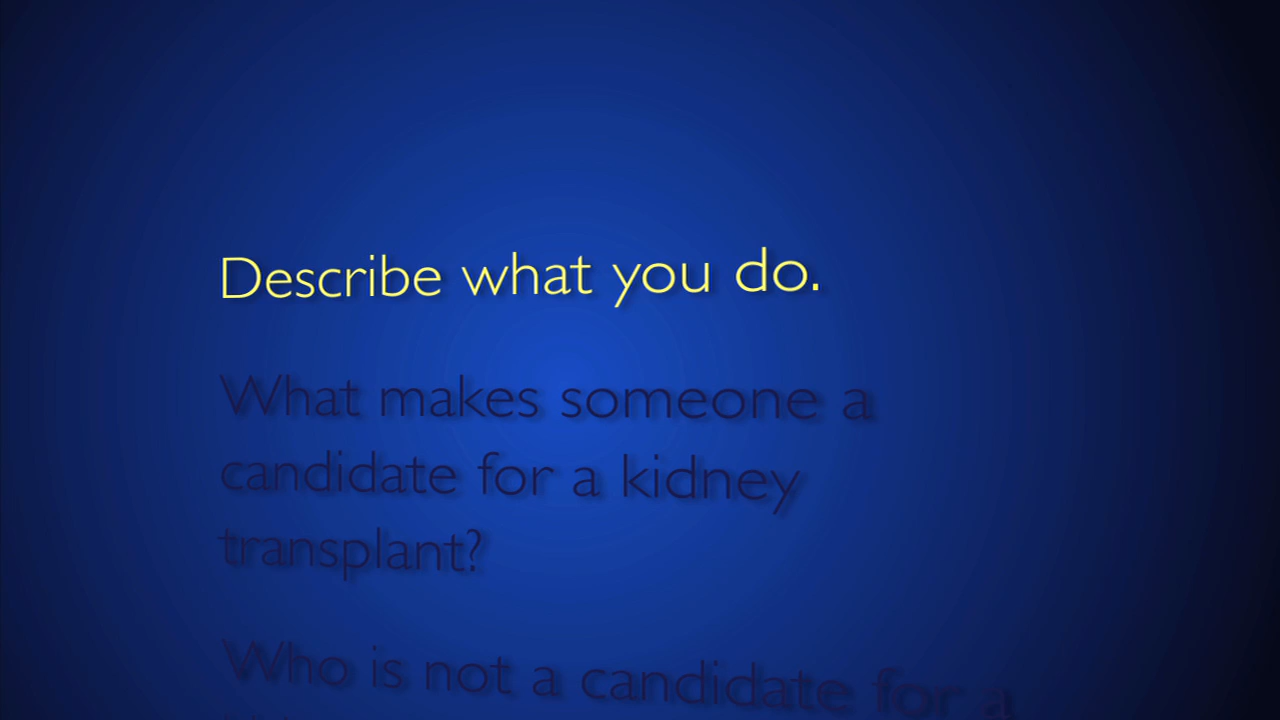 Describe what you do.
What makes someone a
candidate for a kidney
transplant?
Who is not a candidate for a